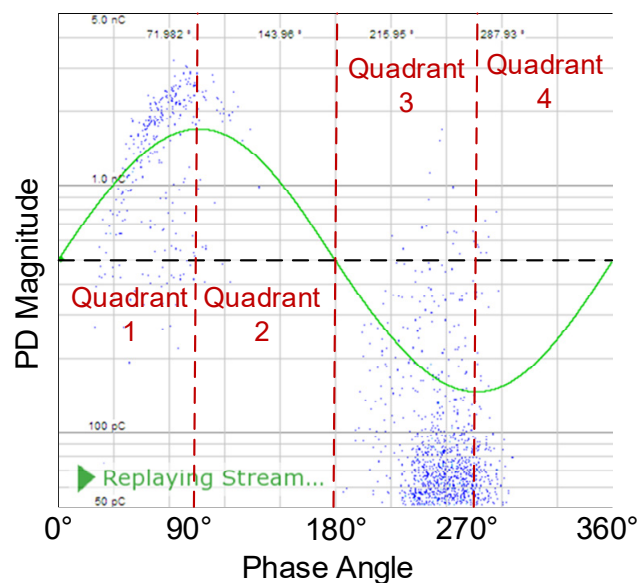 5.0 nC
71.982 °
143.96 °
215.95 °
287.93 °
Quadrant
3
Quadrant
4
1.0 nC
PD Magnitude
Quadrant
1
Quadrant
2
100 pC
Replaying Stream...
50 pC
0°
90°
180°
270°
360°
Phase Angle